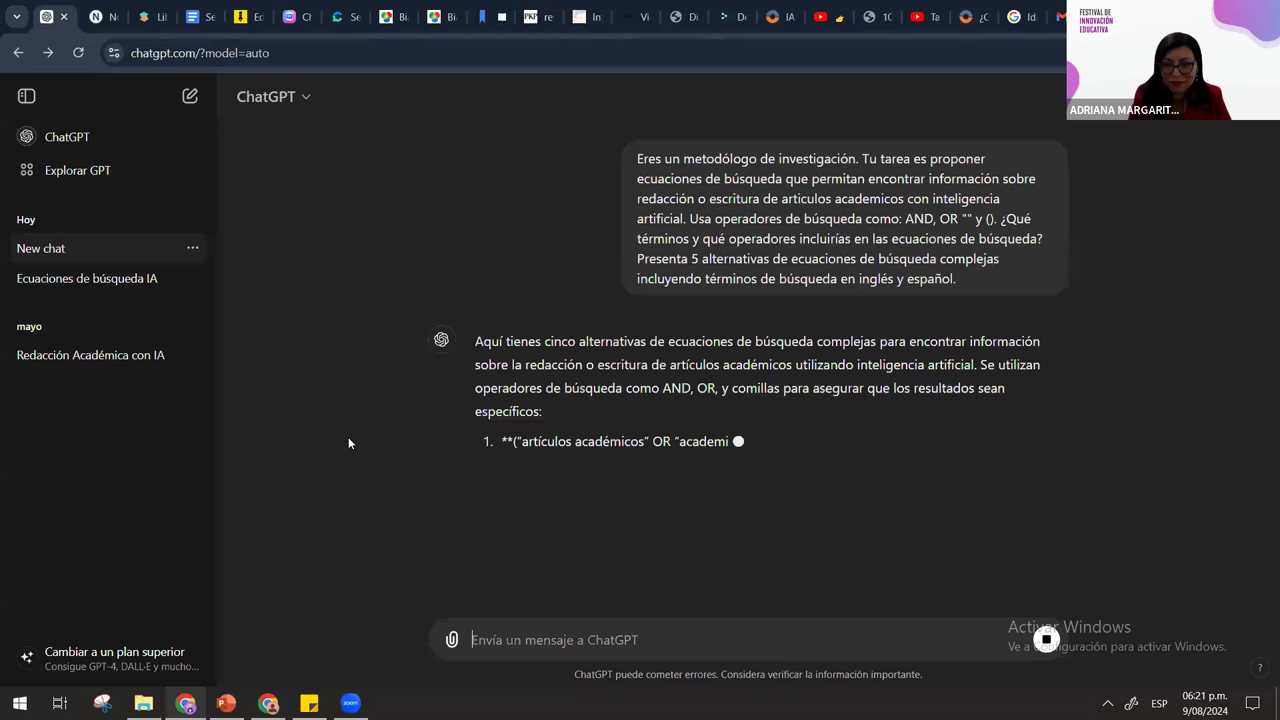 chatgpt.com/?model=auto
FESTIVAL DE
INNOVACIÓN
EDUCATIVA
ADRIANA MARGARIT...
ChatGPT
ChatGPT
Explorar GPT
Hoy
New chat
Ecuaciones de búsqueda IA
mayo
Redacción Académica con IA
Eres un metodólogo de investigación. Tu tarea es proponer
ecuaciones de búsqueda que permitan encontrar información sobre
redacción o escritura de articulos academicos con inteligencia
artificial. Usa operadores de búsqueda como: AND, OR "" y (). ¿Qué
términos y qué operadores incluirías en las ecuaciones de búsqueda?
Presenta 5 alternativas de ecuaciones de búsqueda complejas
incluyendo términos de búsqueda en inglés y español.
Aquí tienes cinco alternativas de ecuaciones de búsqueda complejas para encontrar información
sobre la redacción o escritura de artículos académicos utilizando inteligencia artificial. Se utilizan
operadores de búsqueda como AND, OR, y comillas para asegurar que los resultados sean
específicos:
1. **("artículos académicos" OR "academi
Envía un mensaje a ChatGPT
Activar Windows
Ve a Configuración para activar Windows.
Cambiar a un plan superior
Consigue GPT-4, DALL·E y mucho...
ChatGPT puede cometer errores. Considera verificar la información importante.
?
zoom
ESP
06:21 p.m.
9/08/2024